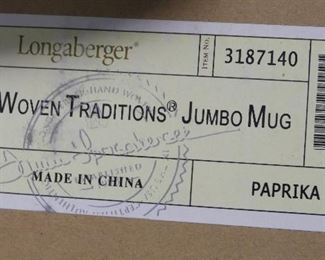 Longaberger®
ITEM NO.
3187140
WOVEN TRADITIONS® JUMBO MUG
MADE IN CHINA
PAPRIKA